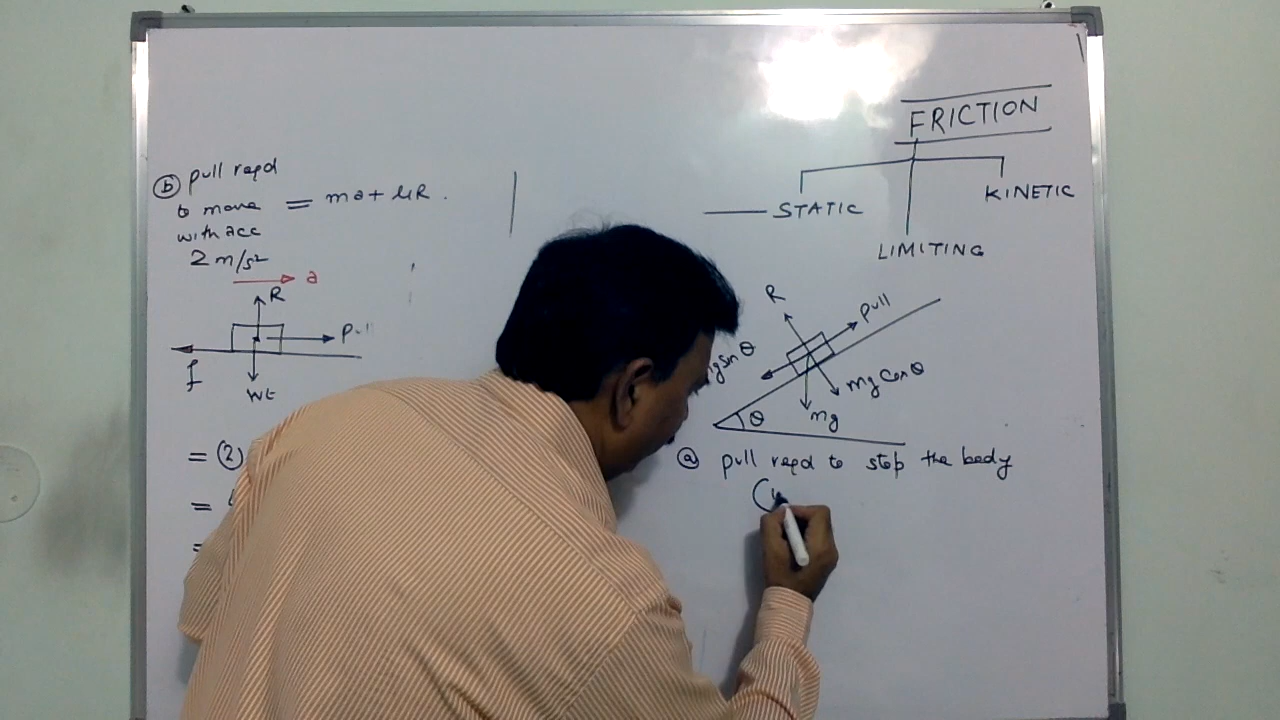 ⓑ pull reqd
to move = ma + μR.
with acc
2 m/s²
a
R
f
wt
= ②
=
=
FRICTION
STATIC
KINETIC
LIMITING
R
pull
mg cos θ
mg
θ
ⓐ pull reqd to stop the body
(